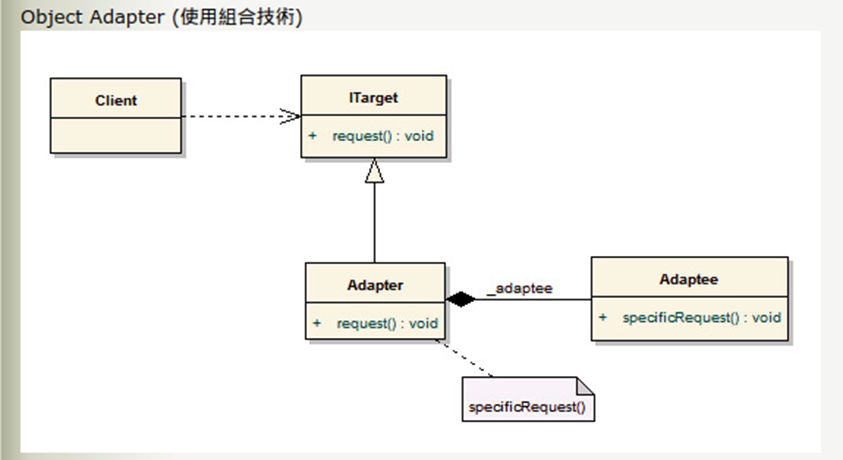 Object Adapter (使用組合技術)
Client
ITarget
+ request() : void
Adapter
+ request() : void
_adaptee
Adaptee
+ specificRequest() : void
specificRequest()